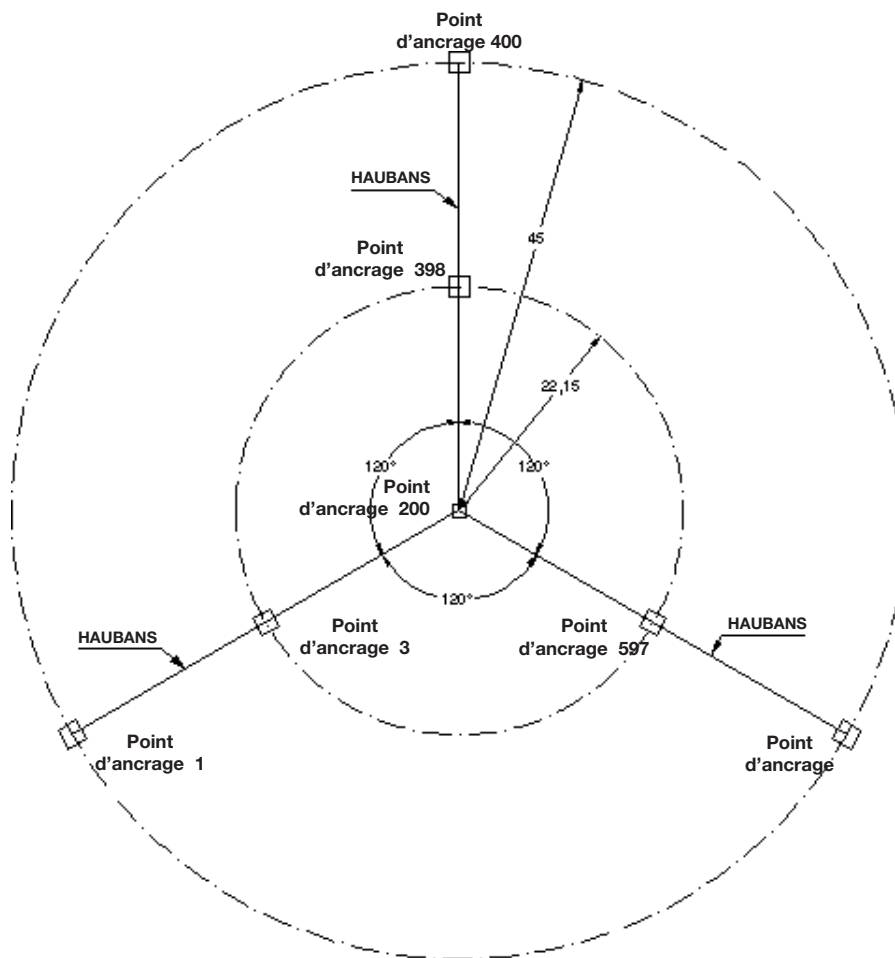 Point
d'ancrage 400
HAUBANS
45
Point
d'ancrage 398
22,15
120°
120°
Point
d'ancrage 200
120°
HAUBANS
Point
d'ancrage 3
Point
d'ancrage 597
HAUBANS
Point
d'ancrage 1
Point
d'ancrage